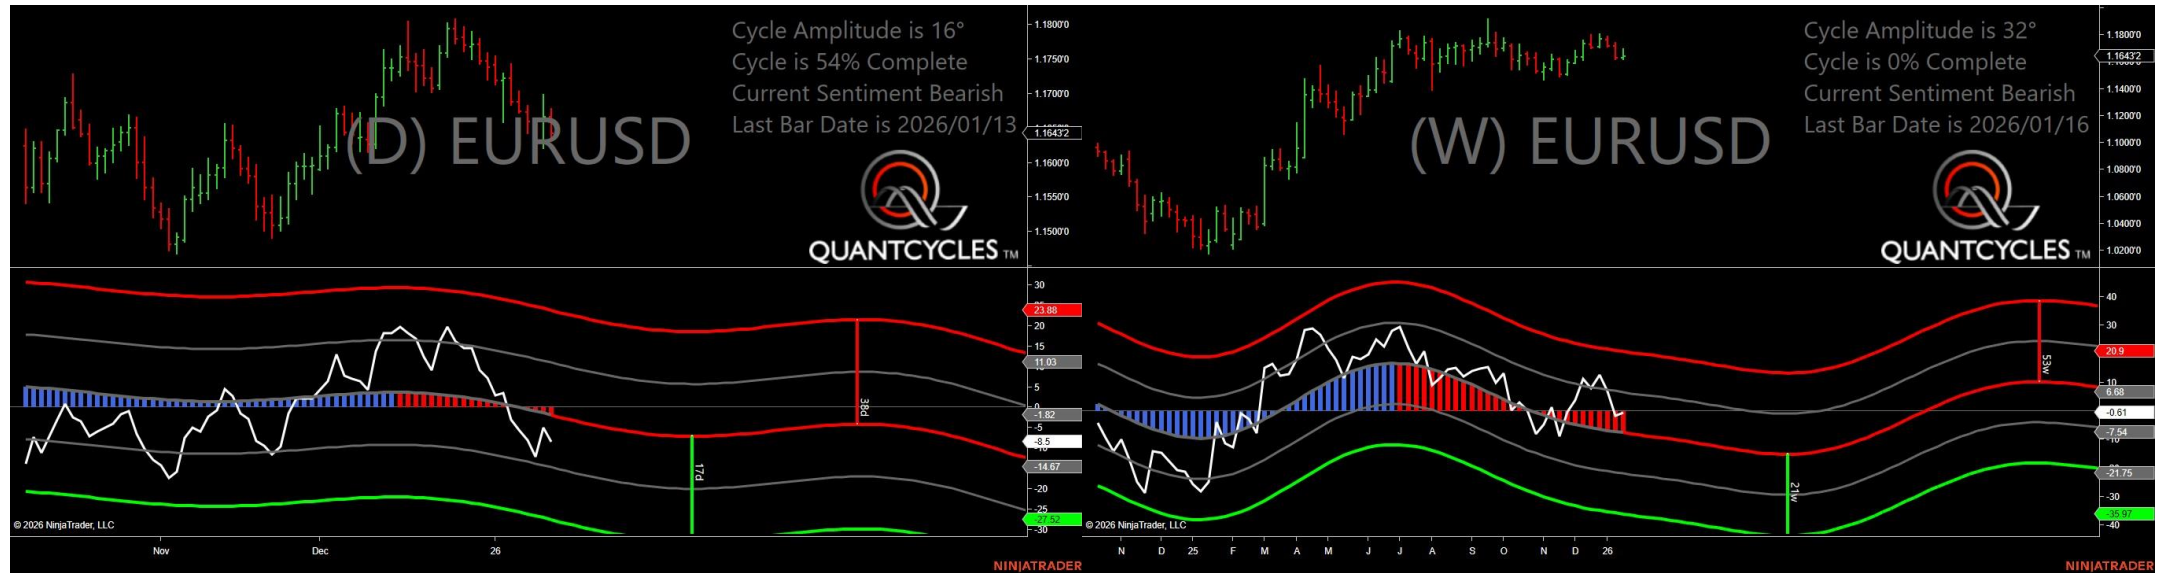 Cycle Amplitude is 16°
Cycle is 54% Complete
Current Sentiment Bearish
Last Bar Date is 2026/01/13
(D) EURUSD
QUANTCYCLES TM
1.1800'0
1.1750'0
1.1700'0
1.1643'2
1.1600'0
1.1550'0
1.1500'0
30
23.88
20
15
11.03
5
0
-1.82
-5
-8.5
-14.67
-20
-25
-27.52
-30
38d
17d
© 2026 NinjaTrader, LLC
Nov
Dec
26
NINJATRADER
Cycle Amplitude is 32°
Cycle is 0% Complete
Current Sentiment Bearish
Last Bar Date is 2026/01/16
(W) EURUSD
QUANTCYCLES TM
1.1800'0
1.1643'2
1.1400'0
1.1200'0
1.1000'0
1.0800'0
1.0600'0
1.0400'0
1.0200'0
40
30
20.9
10
6.68
-0.61
-7.54
-21.75
-30
-35.97
-40
53w
21w
© 2026 NinjaTrader, LLC
N D 25 F M A M J J A S O N D 26
NINJATRADER